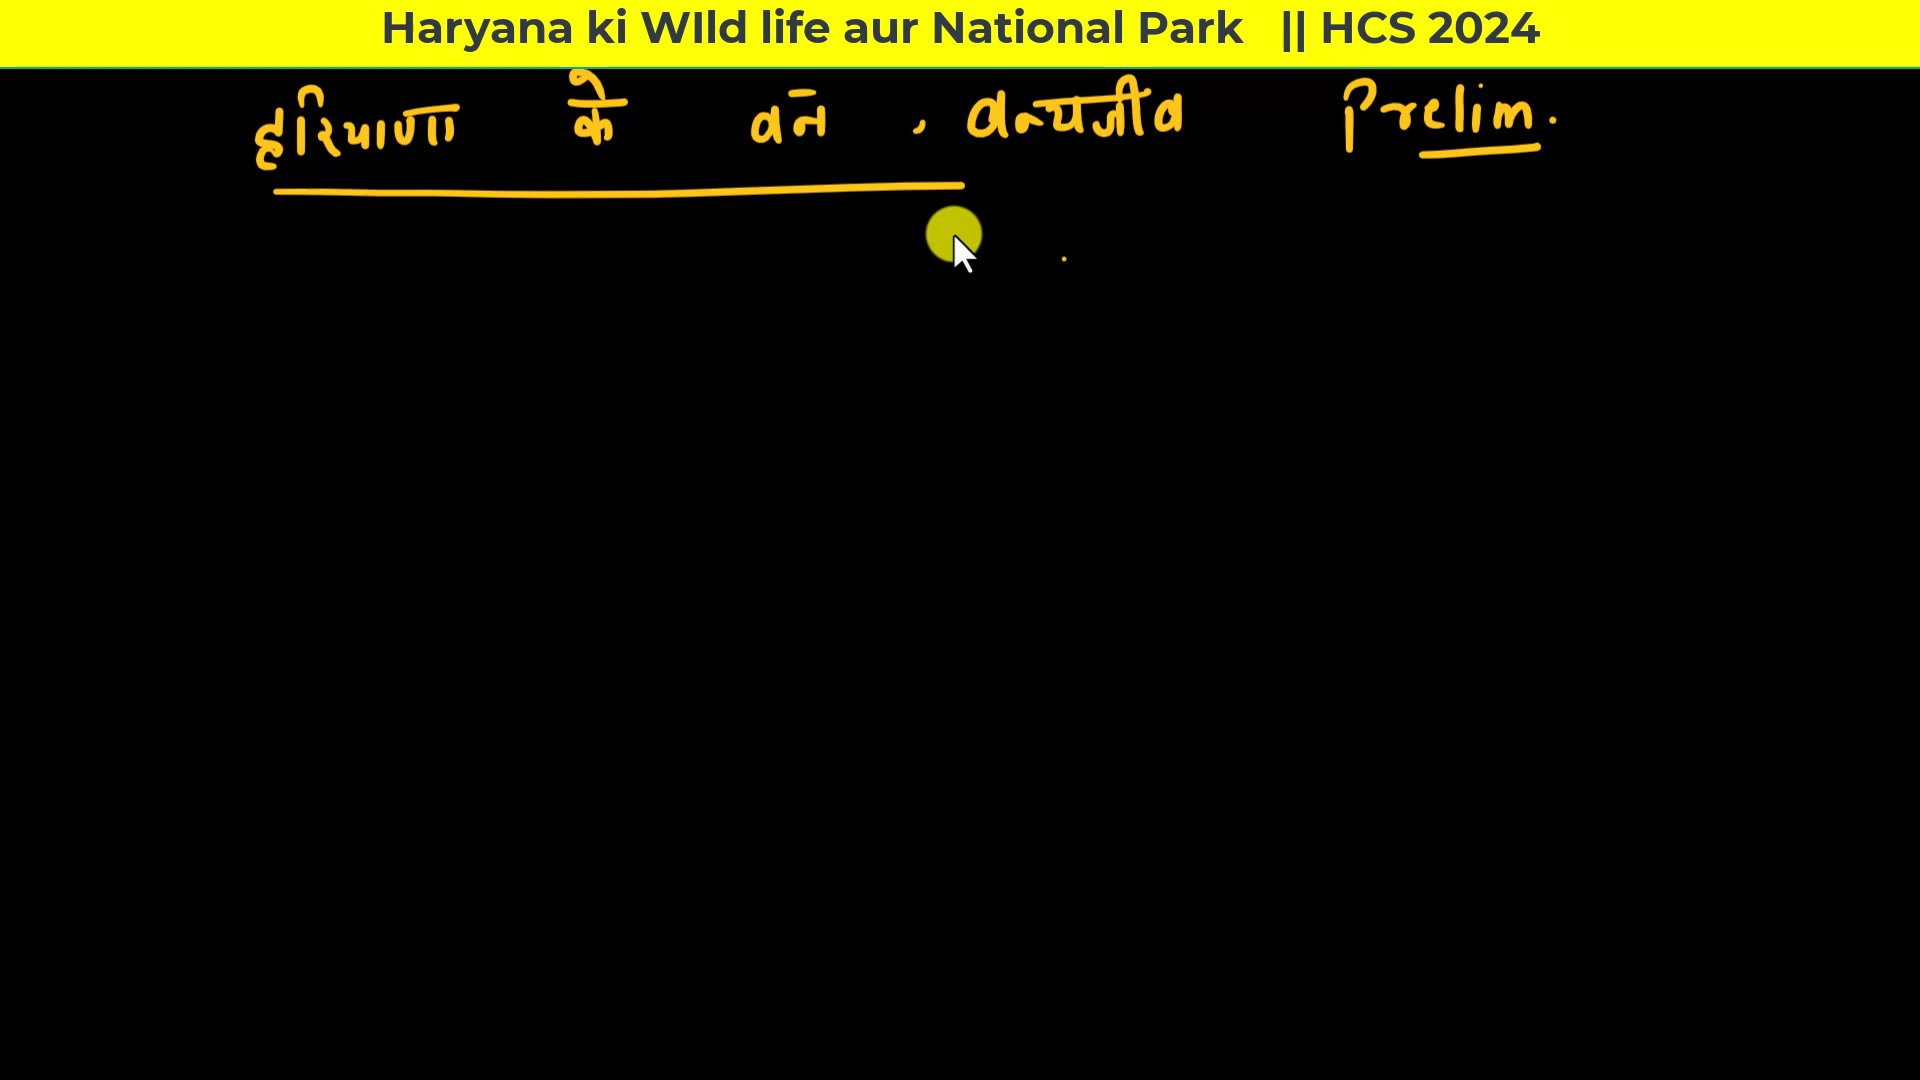 Haryana ki WIld life aur National Park || HCS 2024
हरियाणा के वन , वन्यजीव Prelim.